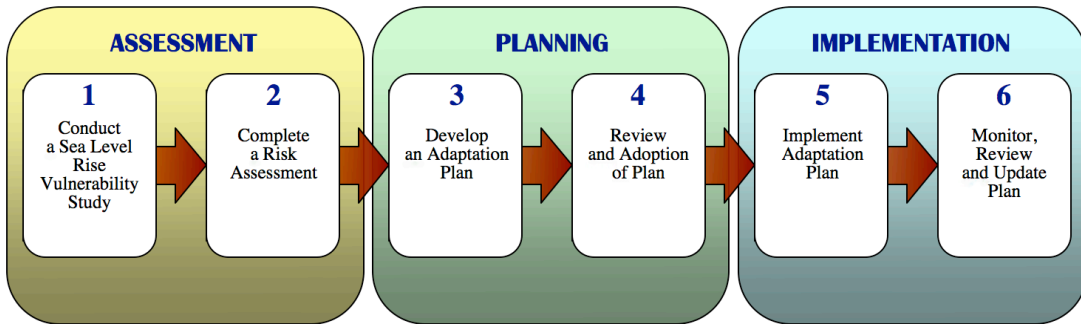 ASSESSMENT
1
Conduct
a Sea Level
Rise
Vulnerability
Study
2
Complete
a Risk
Assessment
PLANNING
3
Develop
an Adaptation
Plan
4
Review
and Adoption
of Plan
IMPLEMENTATION
5
Implement
Adaptation
Plan
6
Monitor,
Review
and Update
Plan